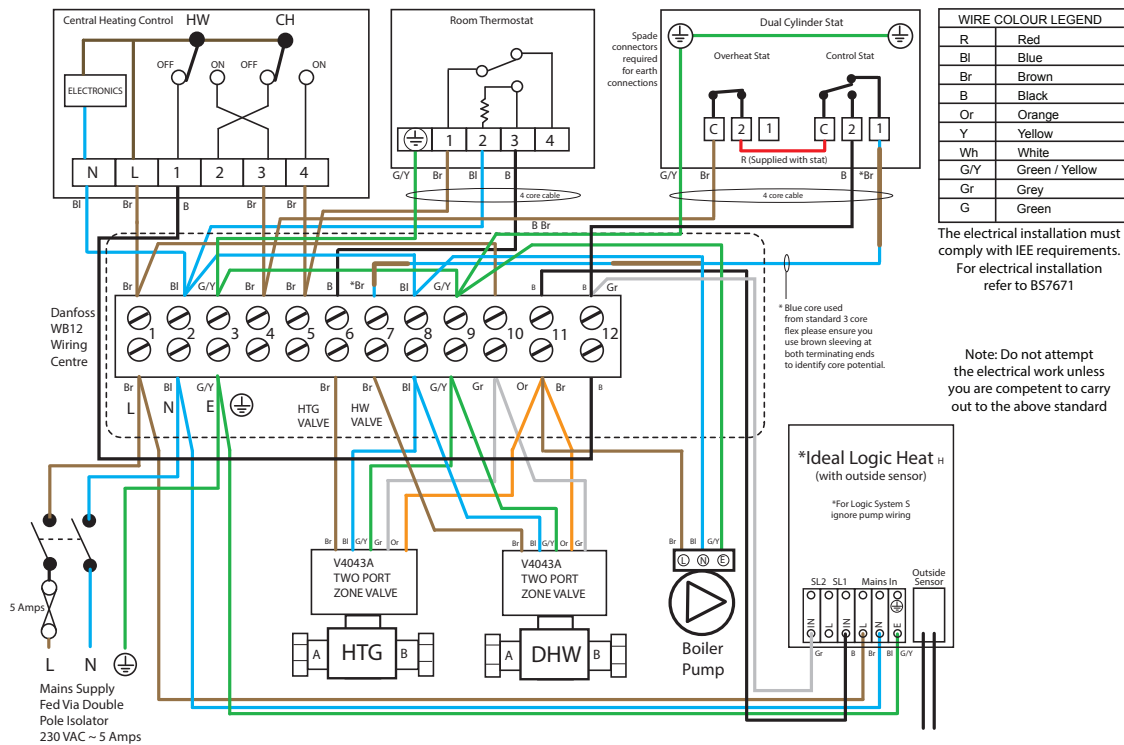 Central Heating Control
HW
CH
OFF
ON
OFF
ON
ELECTRONICS
N
L
1
2
3
4
Bl
Br
B
Br
Br
Room Thermostat
1
2
3
4
G/Y
Br
Bl
B
4 core cable
Spade
connectors
required
for earth
connections
Dual Cylinder Stat
Overheat Stat
Control Stat
C
2
1
C
2
1
R (Supplied with stat)
G/Y
Br
B
*Br
4 core cable
B Br
WIRE COLOUR LEGEND
R Red
Bl Blue
Br Brown
B Black
Or Orange
Y Yellow
Wh White
G/Y Green / Yellow
Gr Grey
G Green
The electrical installation must
comply with IEE requirements.
For electrical installation
refer to BS7671
Note: Do not attempt
the electrical work unless
you are competent to carry
out to the above standard
* Blue core used
from standard 3 core
flex please ensure you
use brown sleeving at
both terminating ends
to identify core potential.
Danfoss
WB12
Wiring
Centre
Br
Bl
G/Y
Br
Br
B
*Br
Bl
G/Y
Br
B
B
Gr
1
2
3
4
5
6
7
8
9
10
11
12
Br
Bl
G/Y
Br
Br
Bl
G/Y
Gr
Or
Br
B
L
N
E
HTG
VALVE
HW
VALVE
5 Amps
L
N
Mains Supply
Fed Via Double
Pole Isolator
230 VAC ~ 5 Amps
Br
Bl
G/Y
Gr
Or
V4043A
TWO PORT
ZONE VALVE
A
HTG
B
Br
Bl
G/Y
Or
Gr
V4043A
TWO PORT
ZONE VALVE
A
DHW
B
Br
Bl
G/Y
L
N
E
Boiler
Pump
*Ideal Logic Heat H
(with outside sensor)
*For Logic System S
ignore pump wiring
SL2
SL1
Mains In
Outside
Sensor
IN
L
IN
L
N
E
Gr
B
Br
Bl
G/Y